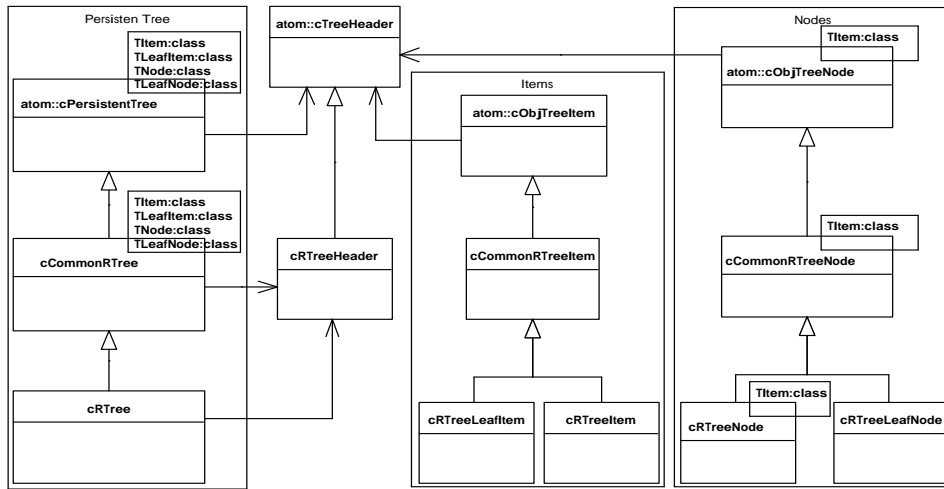 Persisten Tree
TItem:class
TLeafItem:class
TNode:class
TLeafNode:class
atom::cPersistentTree
TItem:class
TLeafItem:class
TNode:class
TLeafNode:class
cCommonRTree
cRTree
atom::cTreeHeader
cRTreeHeader
Items
atom::cObjTreeItem
cCommonRTreeItem
cRTreeLeafItem
cRTreeItem
Nodes
TItem:class
atom::cObjTreeNode
TItem:class
cCommonRTreeNode
TItem:class
cRTreeNode
cRTreeLeafNode